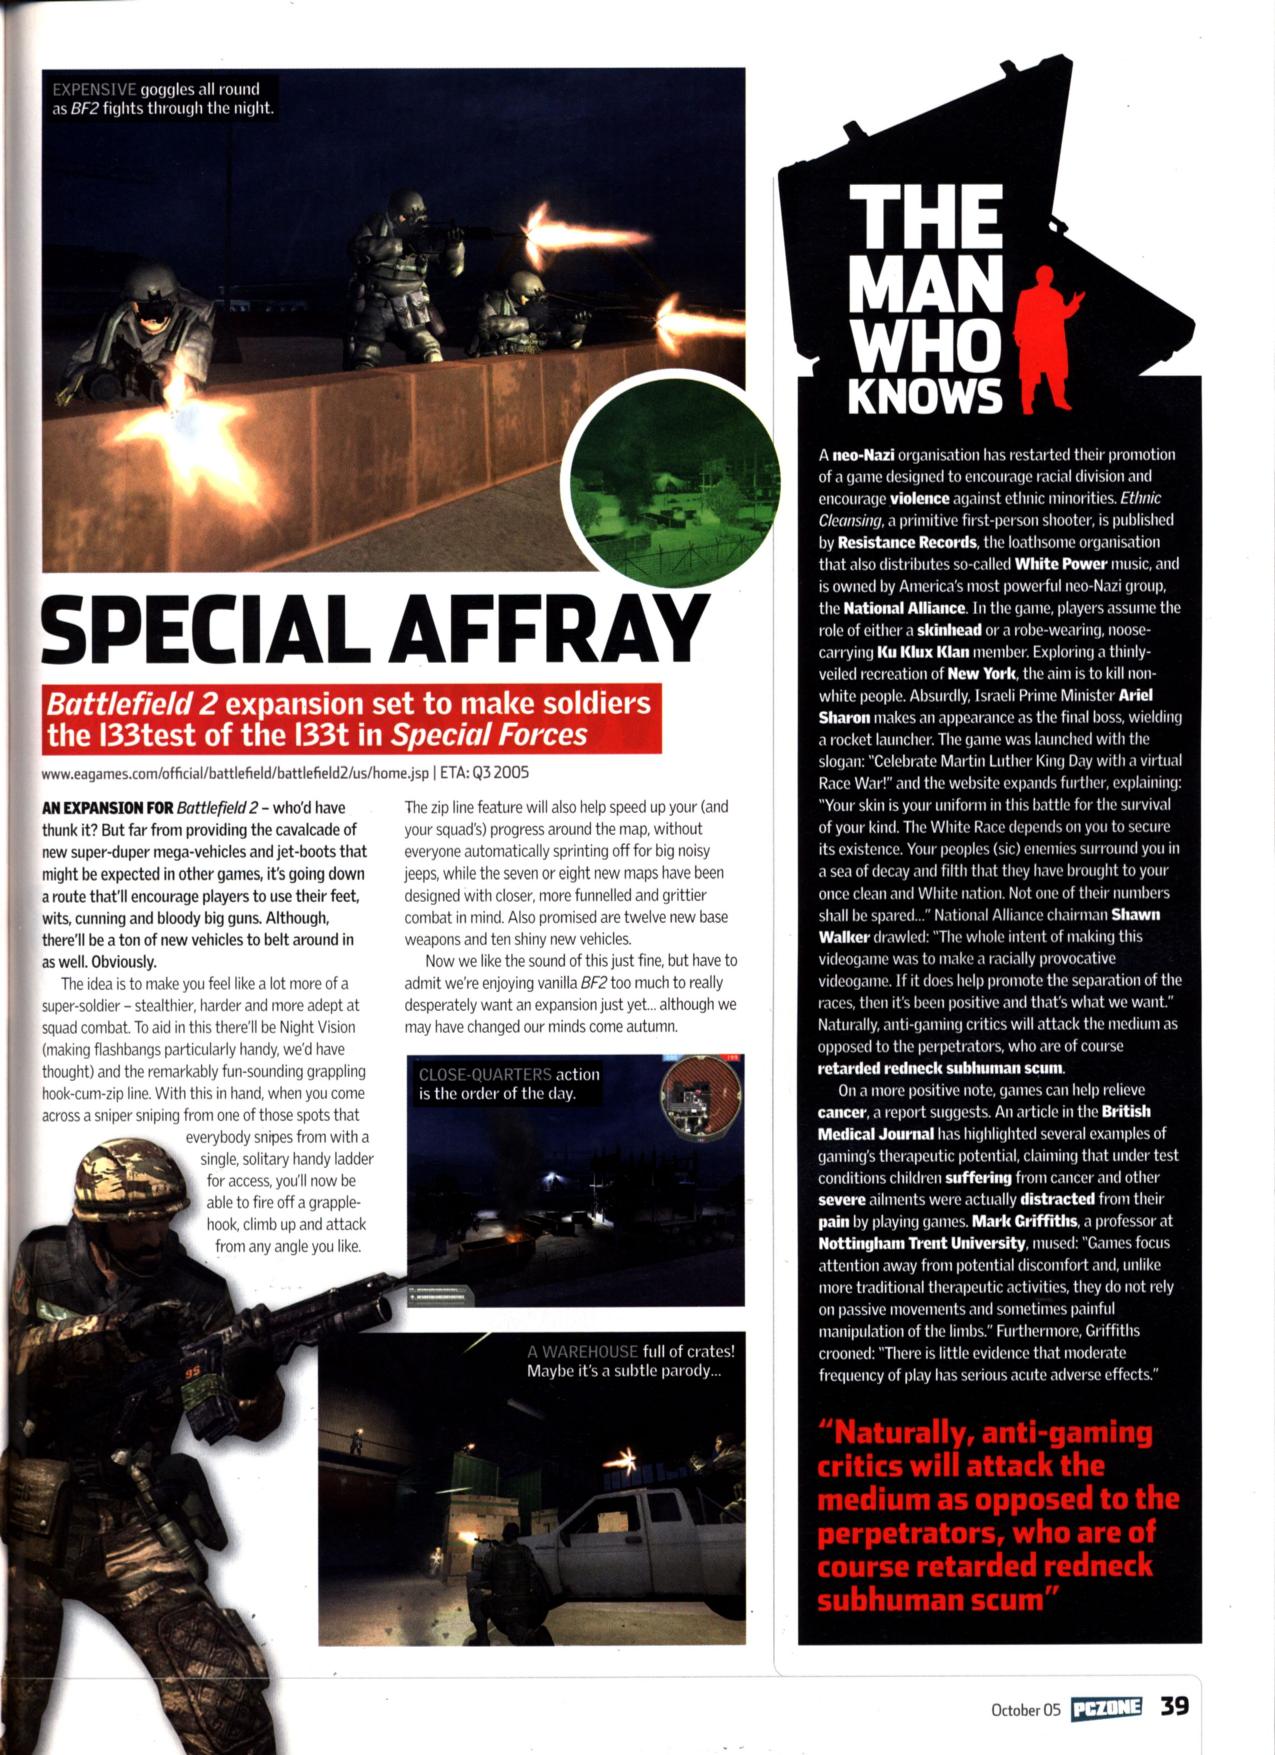 EXPENSIVE goggles all round
as BF2 fights through the night.
SPECIAL AFFRAY
Battlefield 2 expansion set to make soldiers
the l33test of the l33t in Special Forces
www.eagames.com/official/battlefield/battlefield2/us/home.jsp | ETA: Q3 2005
AN EXPANSION FOR Battlefield 2 – who'd have
thunk it? But far from providing the cavalcade of
new super-duper mega-vehicles and jet-boots that
might be expected in other games, it's going down
a route that'll encourage players to use their feet,
wits, cunning and bloody big guns. Although,
there'll be a ton of new vehicles to belt around in
as well. Obviously.
The idea is to make you feel like a lot more of a
super-soldier – stealthier, harder and more adept at
squad combat. To aid in this there'll be Night Vision
(making flashbangs particularly handy, we'd have
thought) and the remarkably fun-sounding grappling
hook-cum-zip line. With this in hand, when you come
across a sniper sniping from one of those spots that
everybody snipes from with a
single, solitary handy ladder
for access, you'll now be
able to fire off a grapple-
hook, climb up and attack
from any angle you like.
The zip line feature will also help speed up your (and
your squad's) progress around the map, without
everyone automatically sprinting off for big noisy
jeeps, while the seven or eight new maps have been
designed with closer, more funnelled and grittier
combat in mind. Also promised are twelve new base
weapons and ten shiny new vehicles.
Now we like the sound of this just fine, but have to
admit we're enjoying vanilla BF2 too much to really
desperately want an expansion just yet... although we
may have changed our minds come autumn.
CLOSE-QUARTERS action
is the order of the day.
A WAREHOUSE full of crates!
Maybe it's a subtle parody...
THE
MAN
WHO
KNOWS
A neo-Nazi organisation has restarted their promotion
of a game designed to encourage racial division and
encourage violence against ethnic minorities. Ethnic
Cleansing, a primitive first-person shooter, is published
by Resistance Records, the loathsome organisation
that also distributes so-called White Power music, and
is owned by America's most powerful neo-Nazi group,
the National Alliance. In the game, players assume the
role of either a skinhead or a robe-wearing, noose-
carrying Ku Klux Klan member. Exploring a thinly-
veiled recreation of New York, the aim is to kill non-
white people. Absurdly, Israeli Prime Minister Ariel
Sharon makes an appearance as the final boss, wielding
a rocket launcher. The game was launched with the
slogan: "Celebrate Martin Luther King Day with a virtual
Race War!" and the website expands further, explaining:
"Your skin is your uniform in this battle for the survival
of your kind. The White Race depends on you to secure
its existence. Your peoples (sic) enemies surround you in
a sea of decay and filth that they have brought to your
once clean and White nation. Not one of their numbers
shall be spared..." National Alliance chairman Shawn
Walker drawled: "The whole intent of making this
videogame was to make a racially provocative
videogame. If it does help promote the separation of the
races, then it's been positive and that's what we want."
Naturally, anti-gaming critics will attack the medium as
opposed to the perpetrators, who are of course
retarded redneck subhuman scum.
On a more positive note, games can help relieve
cancer, a report suggests. An article in the British
Medical Journal has highlighted several examples of
gaming's therapeutic potential, claiming that under test
conditions children suffering from cancer and other
severe ailments were actually distracted from their
pain by playing games. Mark Griffiths, a professor at
Nottingham Trent University, mused: "Games focus
attention away from potential discomfort and, unlike
more traditional therapeutic activities, they do not rely
on passive movements and sometimes painful
manipulation of the limbs." Furthermore, Griffiths
crooned: "There is little evidence that moderate
frequency of play has serious acute adverse effects."
"Naturally, anti-gaming
critics will attack the
medium as opposed to the
perpetrators, who are of
course retarded redneck
subhuman scum"
October 05 PCZONE 39